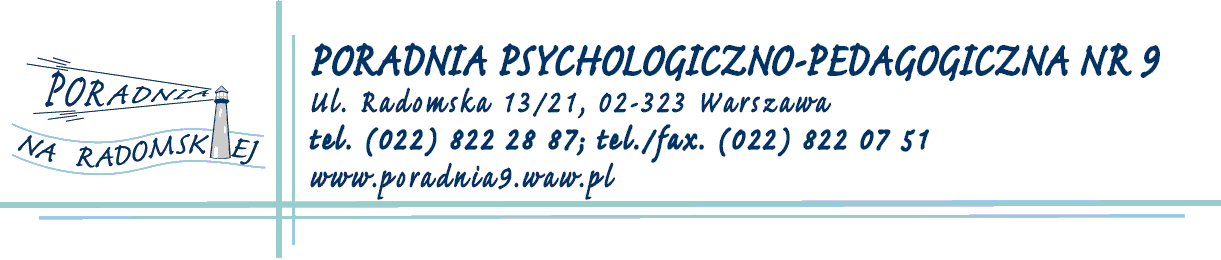 PORADNIA
NA RADOMSKIEJ
PORADNIA PSYCHOLOGICZNO-PEDAGOGICZNA NR 9
Ul. Radomska 13/21, 02-323 Warszawa
tel. (022) 822 28 87; tel./fax. (022) 822 07 51
www.poradnia9.waw.pl